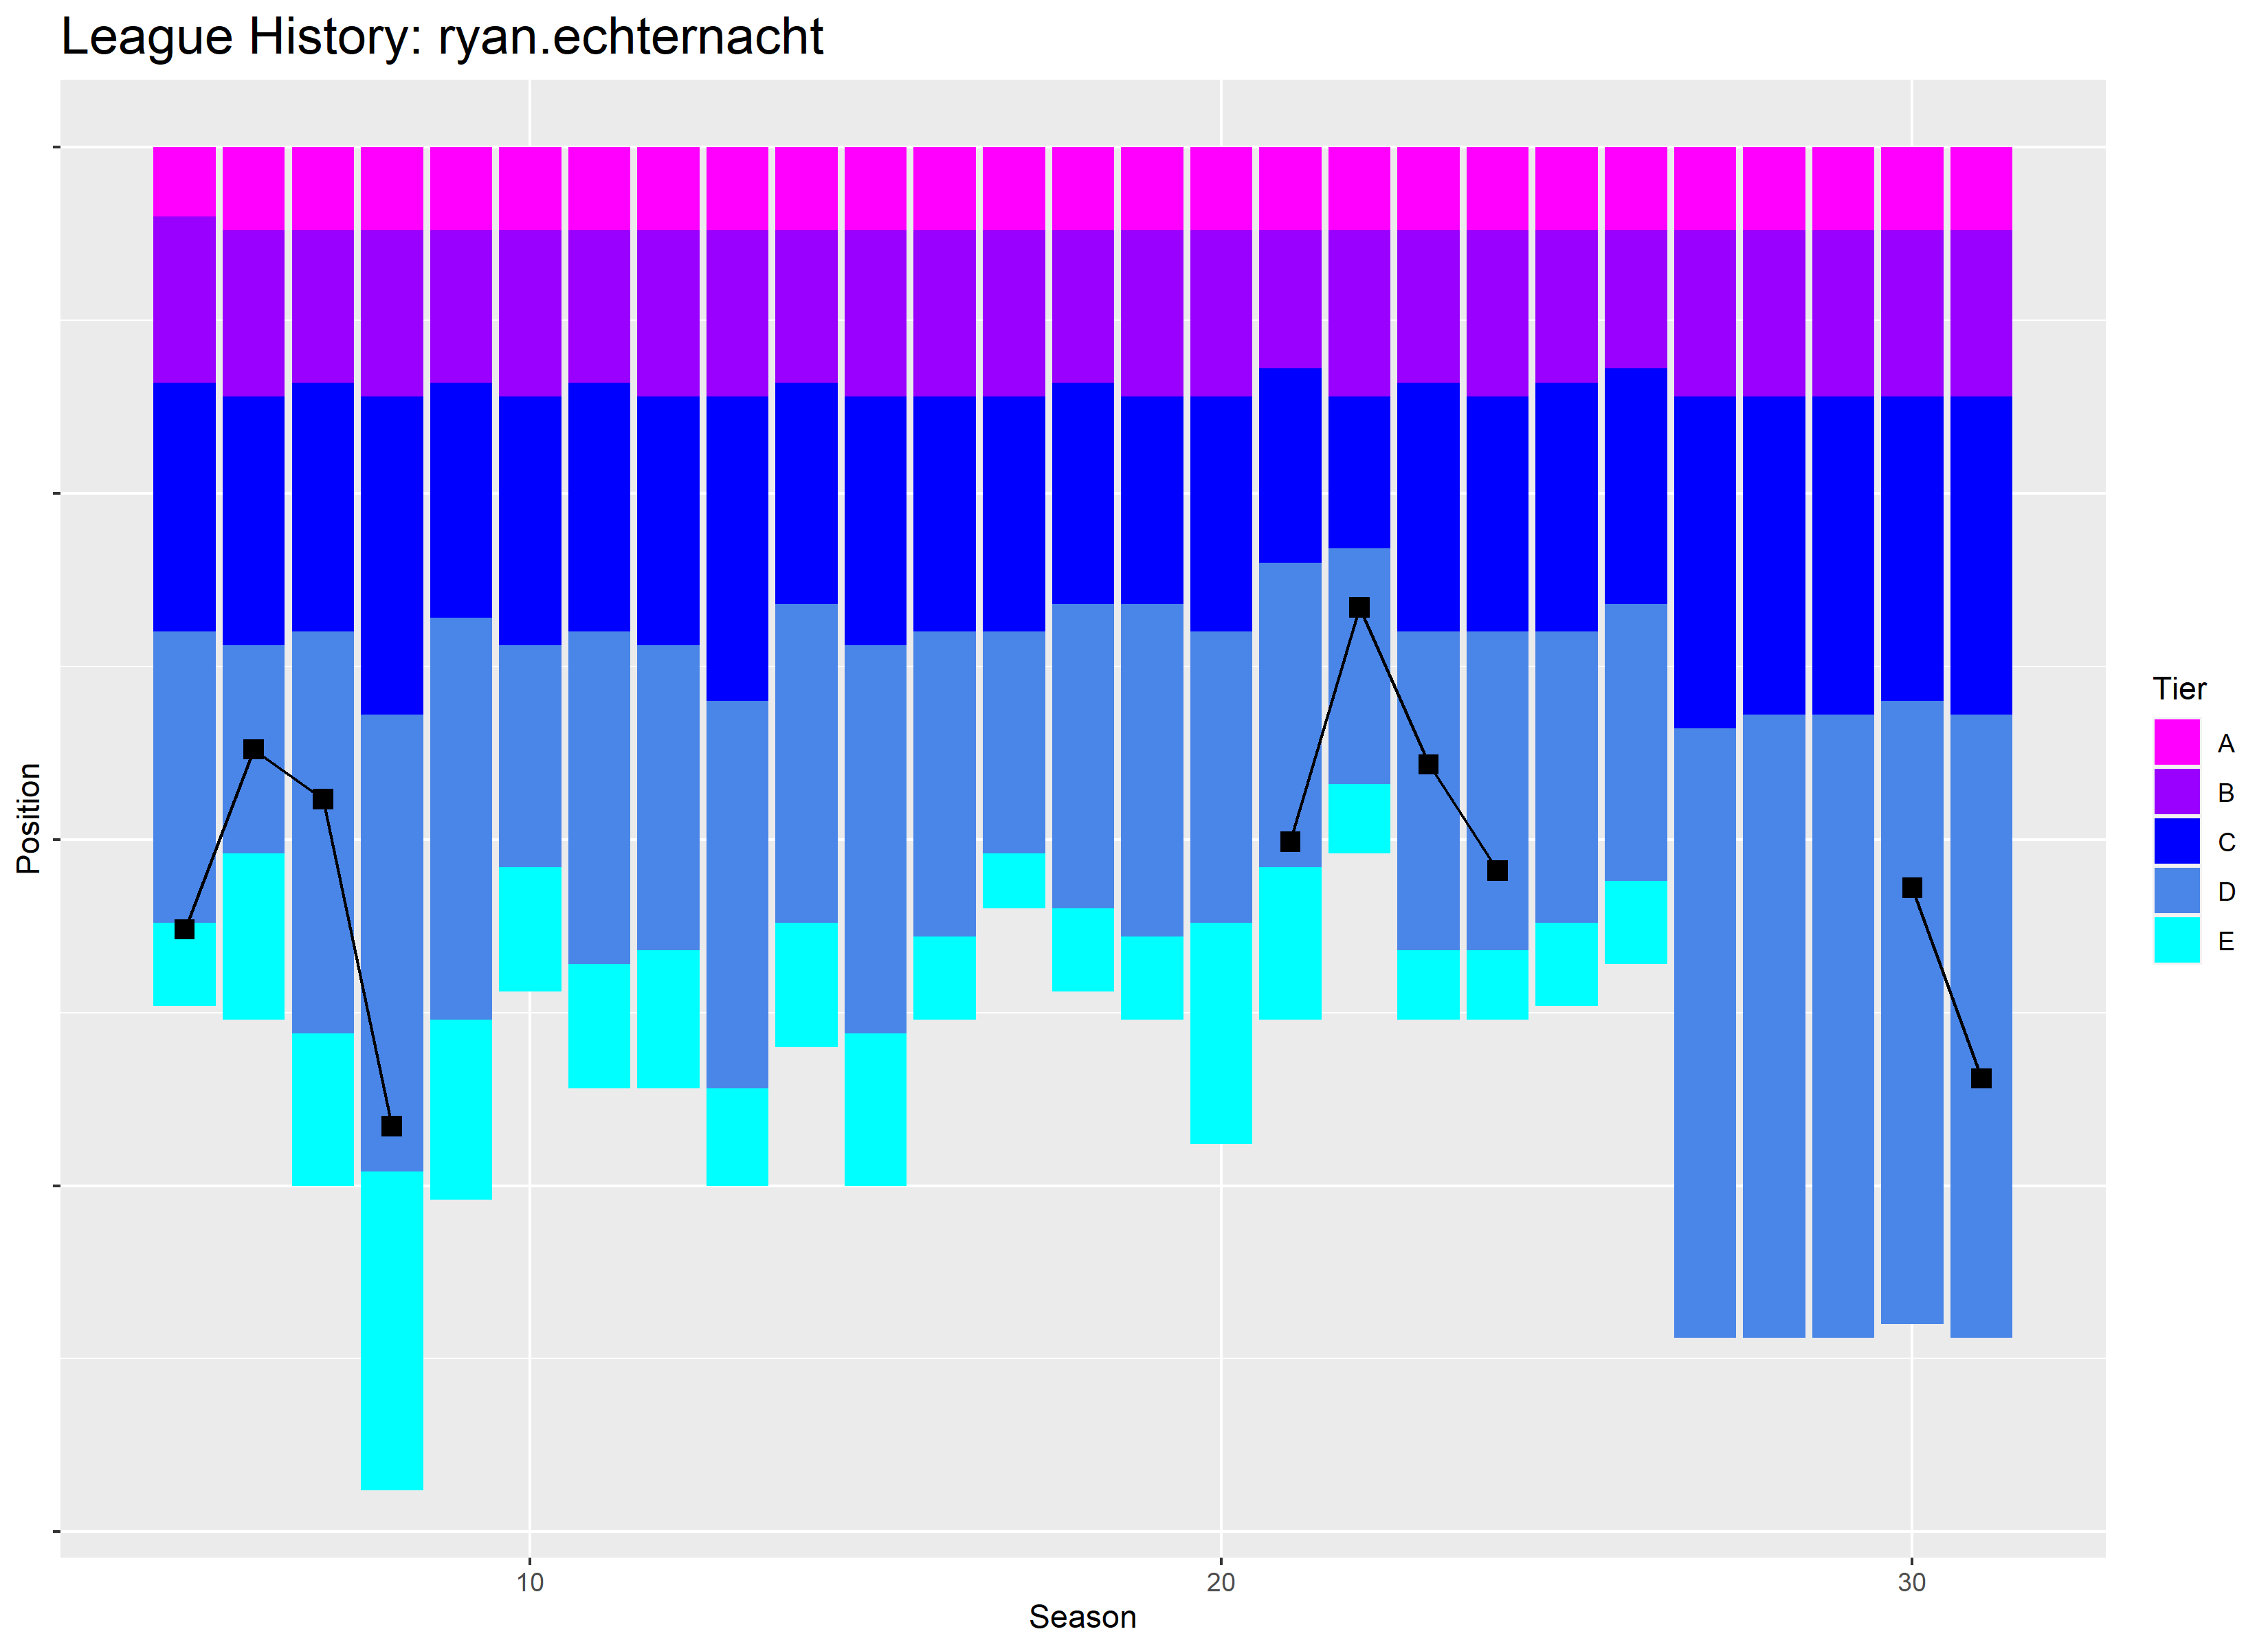 League History: ryan.echternacht
Position
Tier
A
B
C
D
E
10
20
30
Season